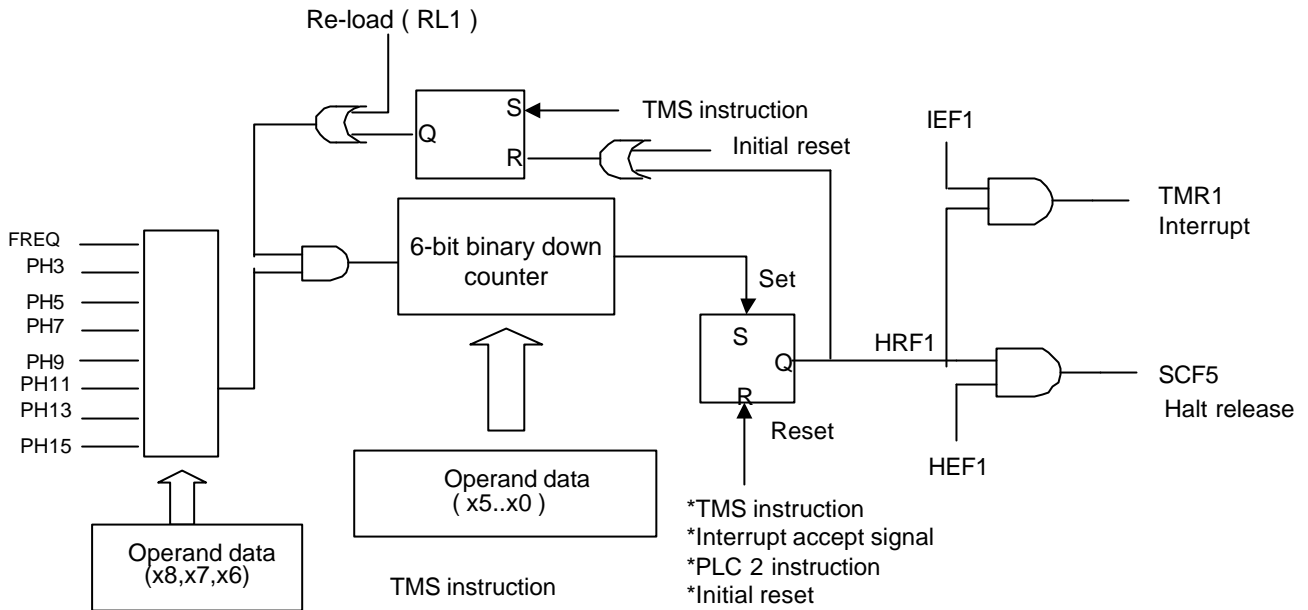 Re-load ( RL1 )
S
TMS instruction
Q
R
Initial reset
IEF1
TMR1
Interrupt
FREQ
PH3
PH5
PH7
PH9
PH11
PH13
PH15
6-bit binary down
counter
Set
S
Q
R
HRF1
SCF5
Halt release
Reset
HEF1
Operand data
( x5..x0 )
*TMS instruction
*Interrupt accept signal
*PLC 2 instruction
*Initial reset
Operand data
(x8,x7,x6)
TMS instruction